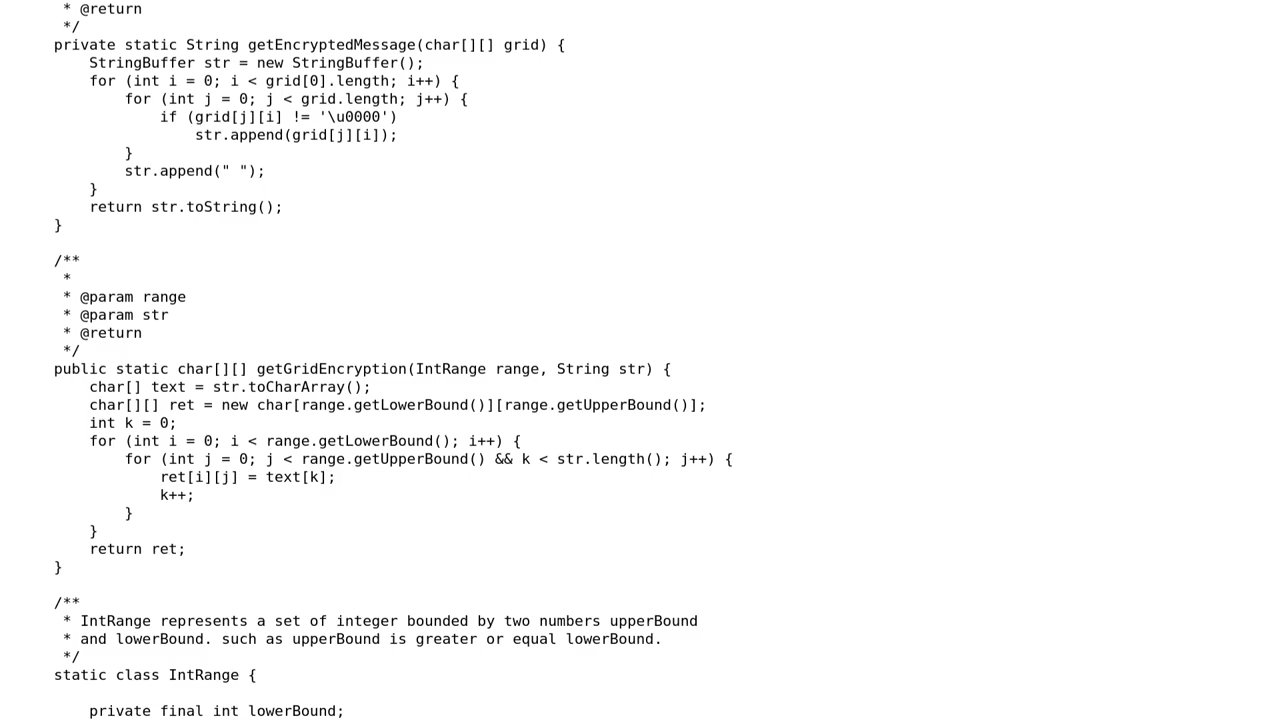 * @return
     */
    private static String getEncryptedMessage(char[][] grid) {
        StringBuffer str = new StringBuffer();
        for (int i = 0; i < grid[0].length; i++) {
            for (int j = 0; j < grid.length; j++) {
                if (grid[j][i] != '\u0000')
                    str.append(grid[j][i]);
            }
            str.append(" ");
        }
        return str.toString();
    }

    /**
     *
     * @param range
     * @param str
     * @return
     */
    public static char[][] getGridEncryption(IntRange range, String str) {
        char[] text = str.toCharArray();
        char[][] ret = new char[range.getLowerBound()][range.getUpperBound()];
        int k = 0;
        for (int i = 0; i < range.getLowerBound(); i++) {
            for (int j = 0; j < range.getUpperBound() && k < str.length(); j++) {
                ret[i][j] = text[k];
                k++;
            }
        }
        return ret;
    }

    /**
     * IntRange represents a set of integer bounded by two numbers upperBound
     * and lowerBound. such as upperBound is greater or equal lowerBound.
     */
    static class IntRange {

        private final int lowerBound;